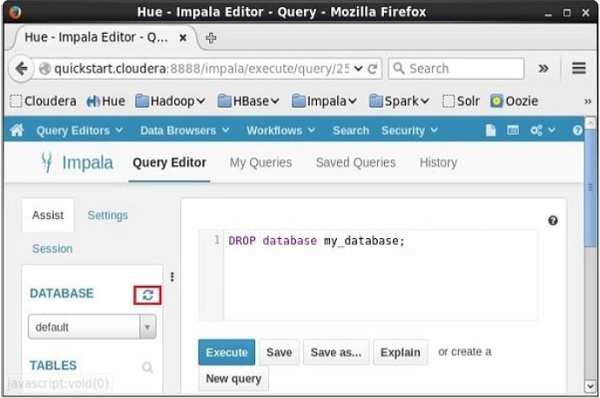 Hue - Impala Editor - Query - Mozilla Firefox
Hue - Impala Editor - Q...
quickstart.cloudera:8888/impala/execute/query/25 Search
Cloudera Hue Hadoop HBase Impala Spark Solr Oozie »
Query Editors Data Browsers Workflows Search Security
Impala Query Editor My Queries Saved Queries History
Assist Settings
Session
1 DROP database my_database;
DATABASE
default
TABLES
Execute Save Save as... Explain or create a
New query
javascript:void(0)